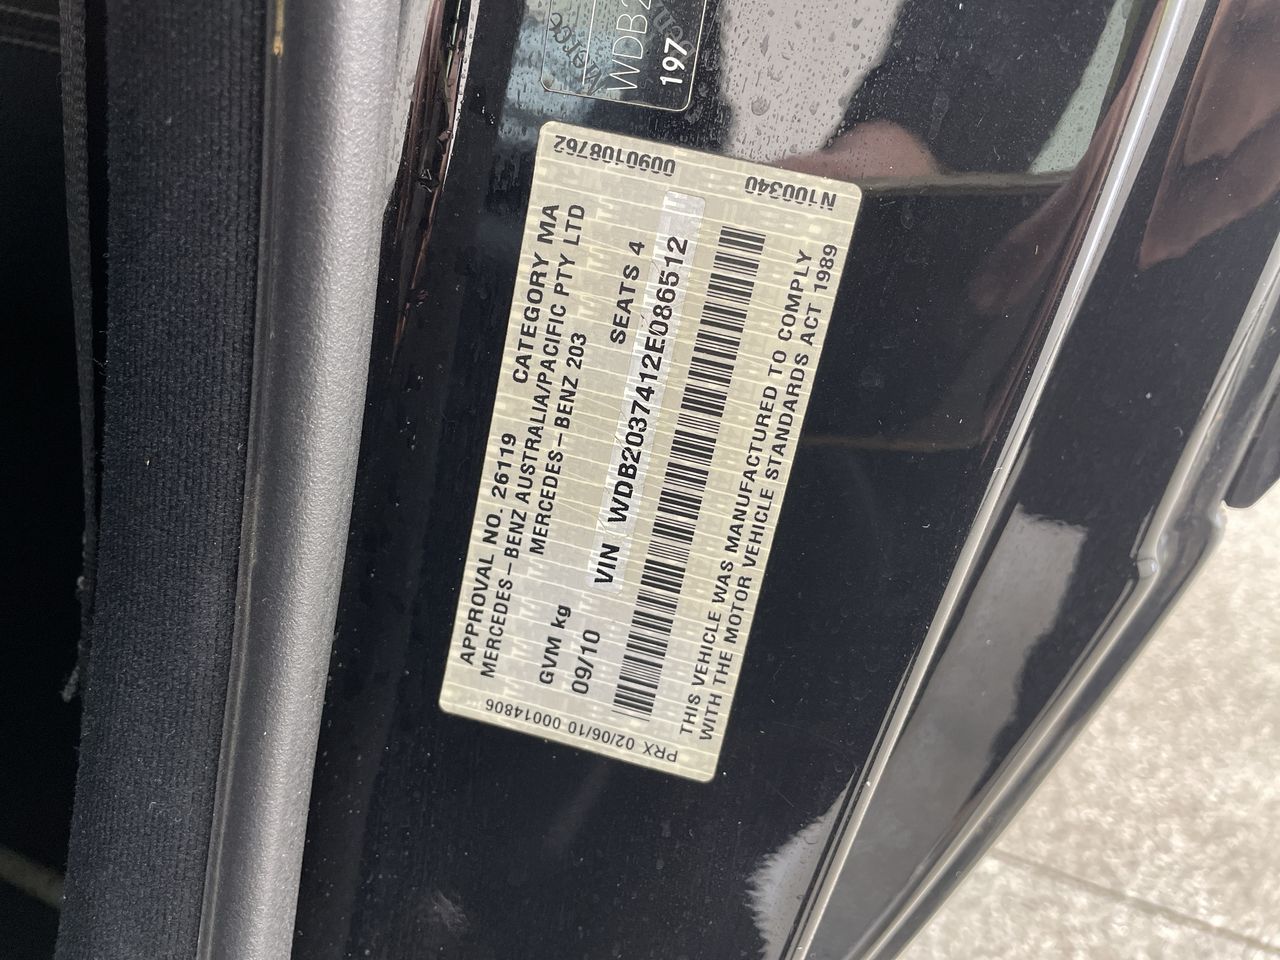 WDB2
197
0090108762
N100340
APPROVAL NO. 26119 CATEGORY MA
MERCEDES-BENZ AUSTRALIA/PACIFIC PTY LTD
MERCEDES-BENZ 203
GVM kg SEATS 4
09/10 VIN WDB2037412E086512
THIS VEHICLE WAS MANUFACTURED TO COMPLY
WITH THE MOTOR VEHICLE STANDARDS ACT 1989
PRX 02/06/10 00014806